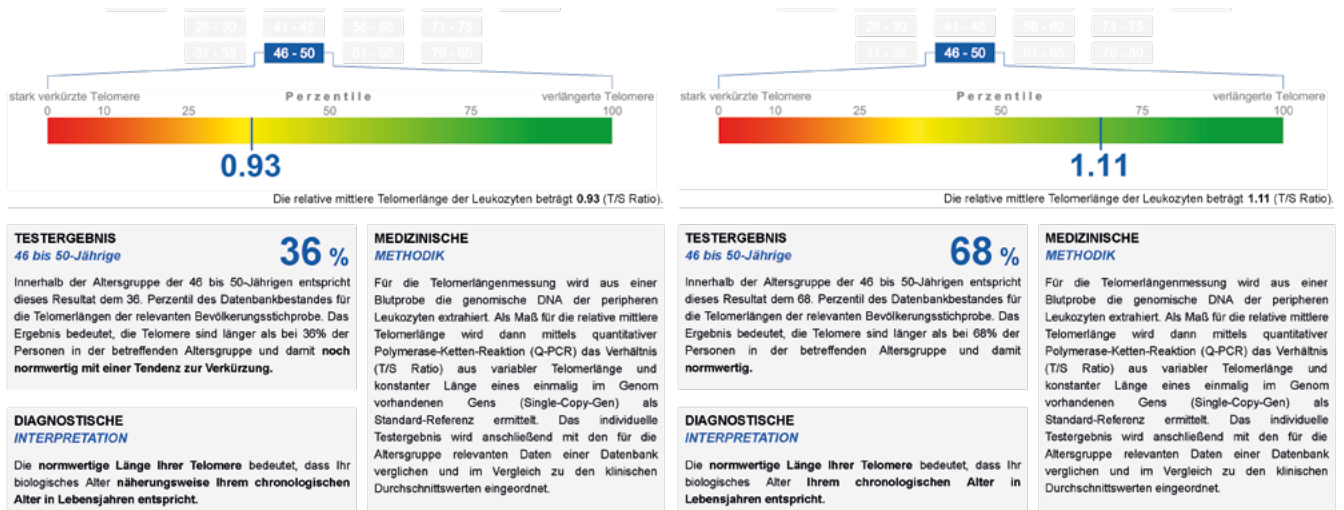 26 - 30 41 - 45 56 - 60 71 - 75
31 - 35 46 - 50 61 - 65 76 - 80
stark verkürzte Telomere Perzentile verlängerte Telomere
0 10 25 50 75 100
0.93
Die relative mittlere Telomerlänge der Leukozyten beträgt 0.93 (T/S Ratio).
TESTERGEBNIS
46 bis 50-Jährige
36 %
Innerhalb der Altersgruppe der 46 bis 50-Jährigen entspricht
dieses Resultat dem 36. Perzentil des Datenbankbestandes für
die Telomerlängen der relevanten Bevölkerungsstichprobe. Das
Ergebnis bedeutet, die Telomere sind länger als bei 36% der
Personen in der betreffenden Altersgruppe und damit noch
normwertig mit einer Tendenz zur Verkürzung.
DIAGNOSTISCHE
INTERPRETATION
Die normwertige Länge Ihrer Telomere bedeutet, dass Ihr
biologisches Alter näherungsweise Ihrem chronologischen
Alter in Lebensjahren entspricht.
MEDIZINISCHE
METHODIK
Für die Telomerlängenmessung wird aus einer
Blutprobe die genomische DNA der peripheren
Leukozyten extrahiert. Als Maß für die relative mittlere
Telomerlänge wird dann mittels quantitativer
Polymerase-Ketten-Reaktion (Q-PCR) das Verhältnis
(T/S Ratio) aus variabler Telomerlänge und
konstanter Länge eines einmalig im Genom
vorhandenen Gens (Single-Copy-Gen) als
Standard-Referenz ermittelt. Das individuelle
Testergebnis wird anschließend mit den für die
Altersgruppe relevanten Daten einer Datenbank
verglichen und im Vergleich zu den klinischen
Durchschnittswerten eingeordnet.
26 - 30 41 - 45 56 - 60 71 - 75
31 - 35 46 - 50 61 - 65 76 - 80
stark verkürzte Telomere Perzentile verlängerte Telomere
0 10 25 50 75 100
1.11
Die relative mittlere Telomerlänge der Leukozyten beträgt 1.11 (T/S Ratio).
TESTERGEBNIS
46 bis 50-Jährige
68 %
Innerhalb der Altersgruppe der 46 bis 50-Jährigen entspricht
dieses Resultat dem 68. Perzentil des Datenbankbestandes für
die Telomerlängen der relevanten Bevölkerungsstichprobe. Das
Ergebnis bedeutet, die Telomere sind länger als bei 68% der
Personen in der betreffenden Altersgruppe und damit
normwertig.
DIAGNOSTISCHE
INTERPRETATION
Die normwertige Länge Ihrer Telomere bedeutet, dass Ihr
biologisches Alter Ihrem chronologischen Alter in
Lebensjahren entspricht.
MEDIZINISCHE
METHODIK
Für die Telomerlängenmessung wird aus einer
Blutprobe die genomische DNA der peripheren
Leukozyten extrahiert. Als Maß für die relative mittlere
Telomerlänge wird dann mittels quantitativer
Polymerase-Ketten-Reaktion (Q-PCR) das Verhältnis
(T/S Ratio) aus variabler Telomerlänge und
konstanter Länge eines einmalig im Genom
vorhandenen Gens (Single-Copy-Gen) als
Standard-Referenz ermittelt. Das individuelle
Testergebnis wird anschließend mit den für die
Altersgruppe relevanten Daten einer Datenbank
verglichen und im Vergleich zu den klinischen
Durchschnittswerten eingeordnet.